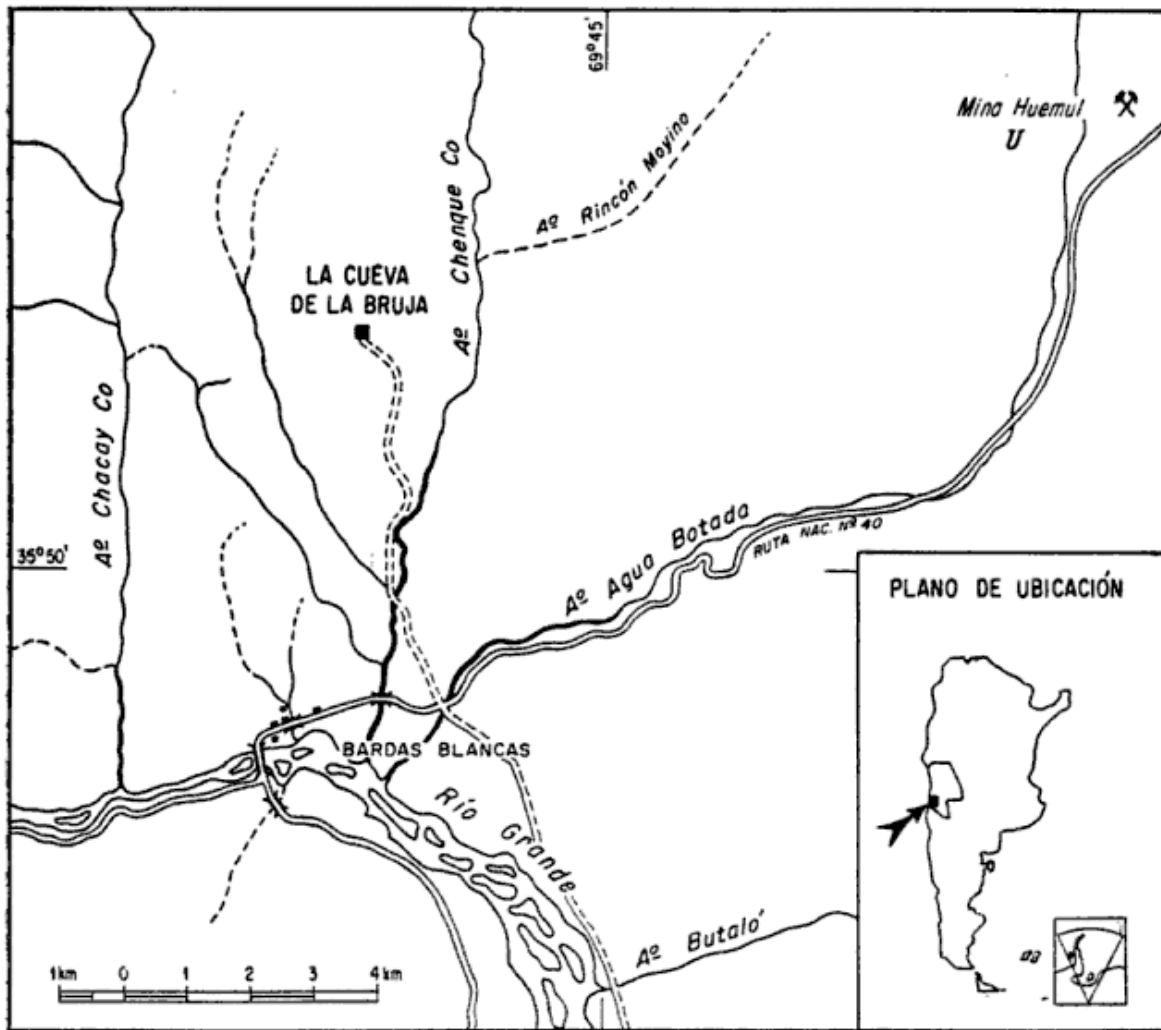 69°45'
Mina Huemul
U
Aº Rincón Moyino
Aº Chenque Co
LA CUEVA
DE LA BRUJA
Aº Chacay Co
35°50'
Aº Agua Botada
RUTA NAC. Nº 40
PLANO DE UBICACIÓN
BARDAS BLANCAS
Río Grande
Aº Butaló
1 km 0 1 2 3 4 km